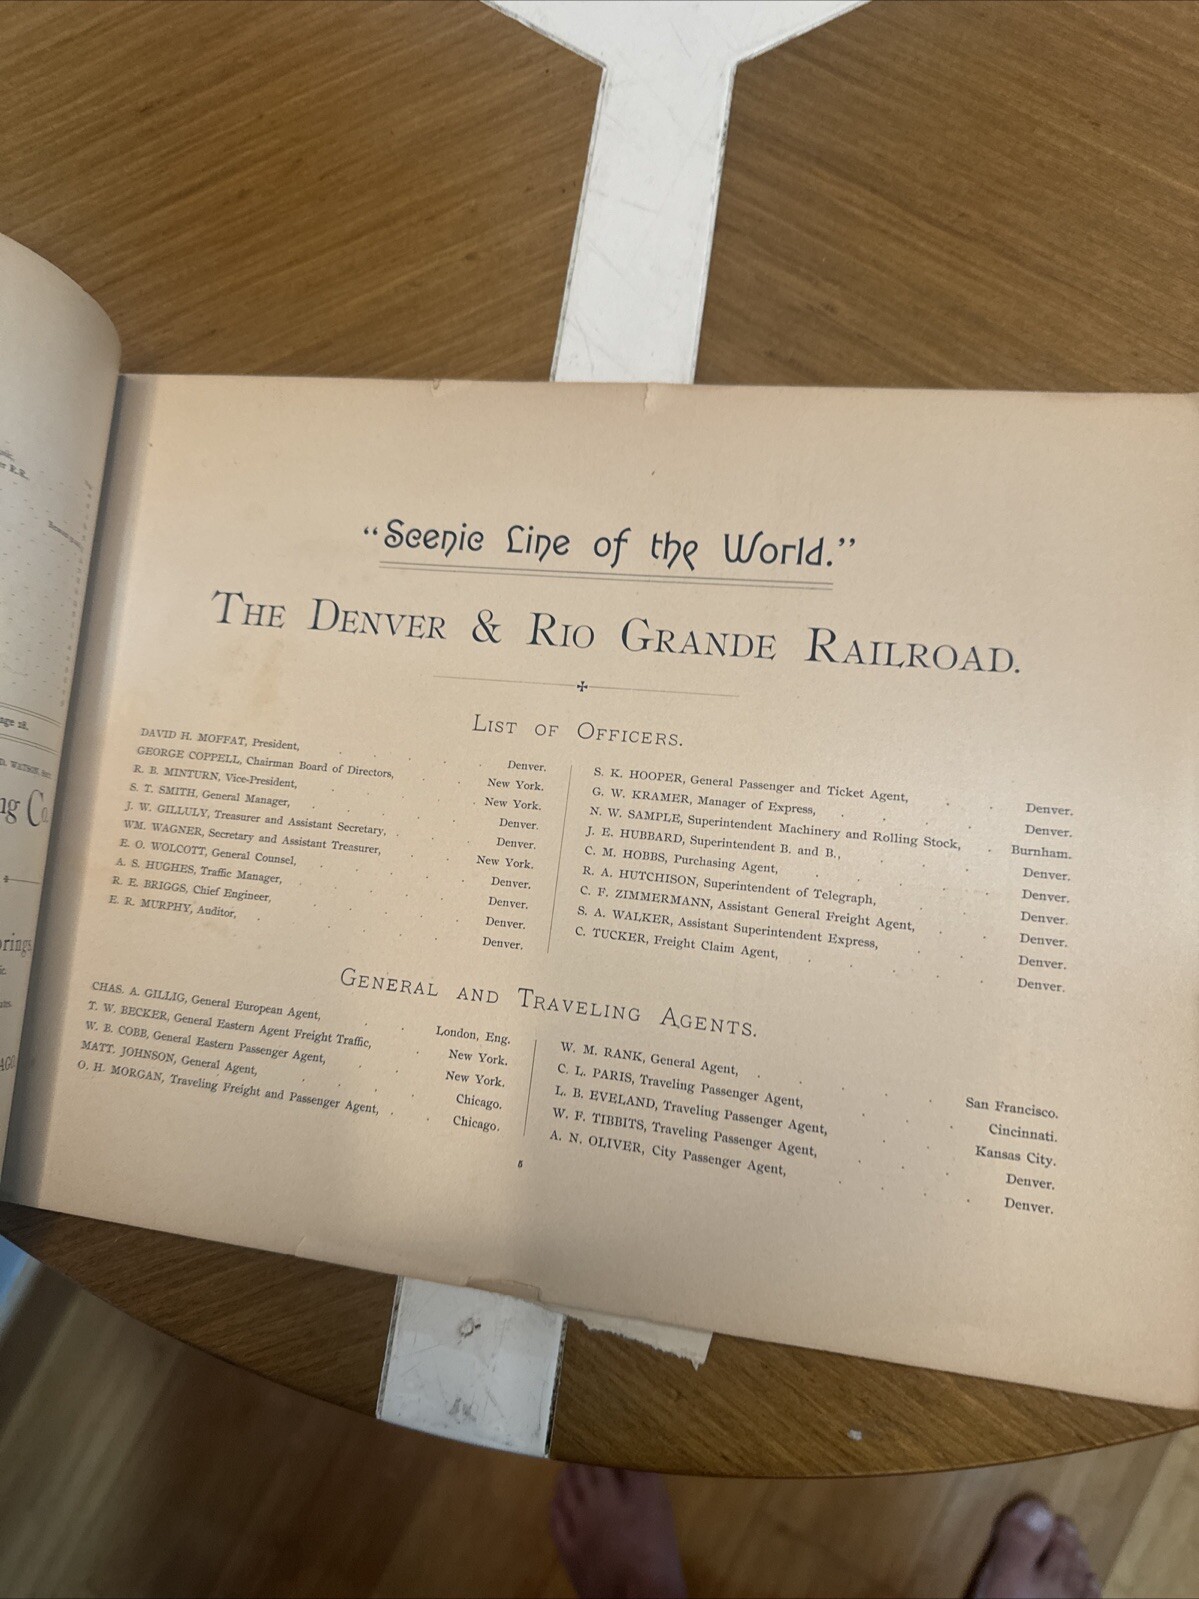 "Scenic Line of the World."
THE DENVER & RIO GRANDE RAILROAD.
LIST OF OFFICERS.
DAVID H. MOFFAT, President, Denver.
GEORGE COPPELL, Chairman Board of Directors, New York.
R. B. MINTURN, Vice-President, New York.
S. T. SMITH, General Manager, Denver.
J. W. GILLULY, Treasurer and Assistant Secretary, Denver.
WM. WAGNER, Secretary and Assistant Treasurer, New York.
E. O. WOLCOTT, General Counsel, Denver.
A. S. HUGHES, Traffic Manager, Denver.
R. E. BRIGGS, Chief Engineer, Denver.
E. R. MURPHY, Auditor, Denver.
S. K. HOOPER, General Passenger and Ticket Agent, Denver.
G. W. KRAMER, Manager of Express, Denver.
N. W. SAMPLE, Superintendent Machinery and Rolling Stock, Burnham.
J. E. HUBBARD, Superintendent B. and B., Denver.
C. M. HOBBS, Purchasing Agent, Denver.
R. A. HUTCHISON, Superintendent of Telegraph, Denver.
C. F. ZIMMERMANN, Assistant General Freight Agent, Denver.
S. A. WALKER, Assistant Superintendent Express, Denver.
C. TUCKER, Freight Claim Agent, Denver.
GENERAL AND TRAVELING AGENTS.
CHAS. A. GILLIG, General European Agent, London, Eng.
T. W. BECKER, General Eastern Agent Freight Traffic, New York.
W. B. COBB, General Eastern Passenger Agent, New York.
MATT. JOHNSON, General Agent, Chicago.
O. H. MORGAN, Traveling Freight and Passenger Agent, Chicago.
W. M. RANK, General Agent, San Francisco.
C. L. PARIS, Traveling Passenger Agent, Cincinnati.
L. B. EVELAND, Traveling Passenger Agent, Kansas City.
W. F. TIBBITS, Traveling Passenger Agent, Denver.
A. N. OLIVER, City Passenger Agent, Denver.
5